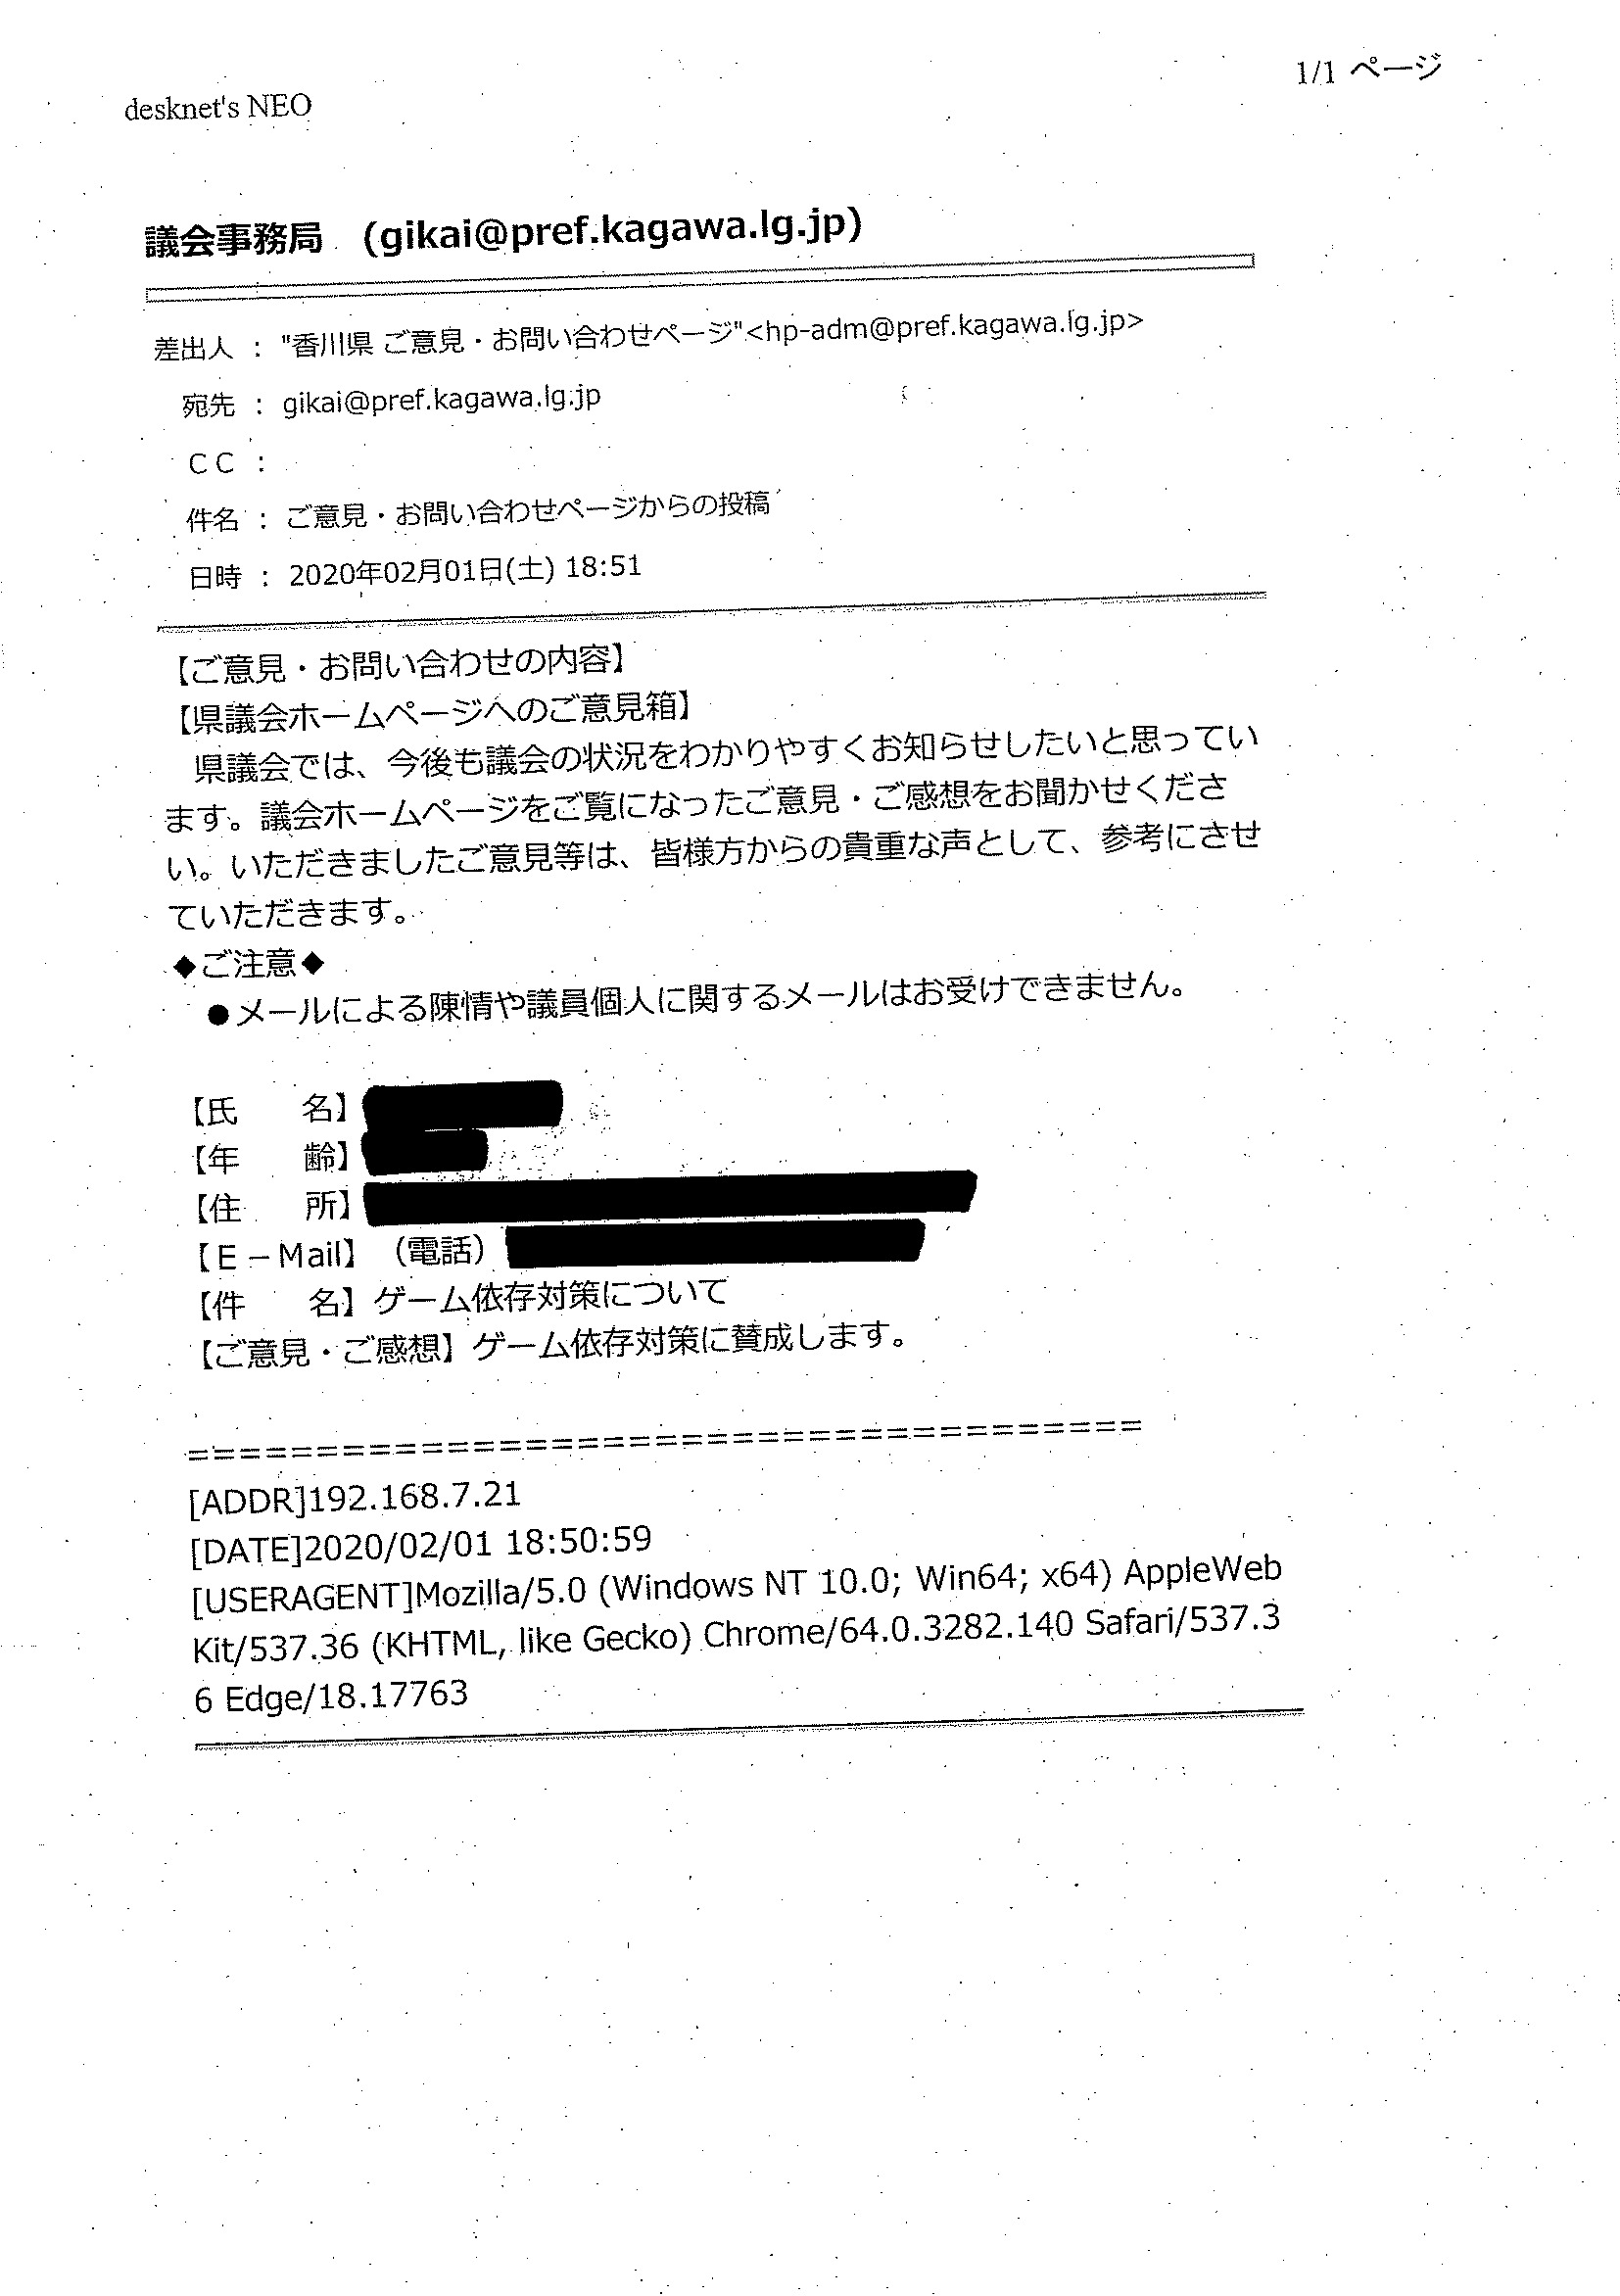 1/1 ページ
desknet's NEO
議会事務局 (gikai@pref.kagawa.lg.jp)
差出人 : "香川県 ご意見・お問い合わせページ"<hp-adm@pref.kagawa.lg.jp>
宛先 : gikai@pref.kagawa.lg.jp
CC :
件名 : ご意見・お問い合わせページからの投稿
日時 : 2020年02月01日(土) 18:51
【ご意見・お問い合わせの内容】
【県議会ホームページへのご意見箱】
県議会では、今後も議会の状況をわかりやすくお知らせしたいと思ってい
ます。議会ホームページをご覧になったご意見・ご感想をお聞かせくださ
い。いただきましたご意見等は、皆様方からの貴重な声として、参考にさせ
ていただきます。
◆ご注意◆
●メールによる陳情や議員個人に関するメールはお受けできません。
【氏　　名】
【年　　齢】
【住　　所】
【E－Mail】（電話）
【件　　名】ゲーム依存対策について
【ご意見・ご感想】ゲーム依存対策に賛成します。
=====================================
[ADDR]192.168.7.21
[DATE]2020/02/01 18:50:59
[USERAGENT]Mozilla/5.0 (Windows NT 10.0; Win64; x64) AppleWeb
Kit/537.36 (KHTML, like Gecko) Chrome/64.0.3282.140 Safari/537.3
6 Edge/18.17763